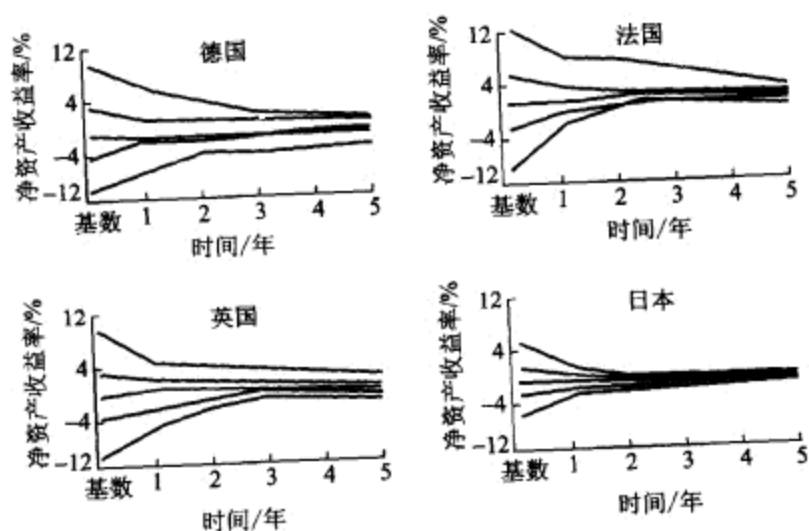 德国
净资产收益率/%
12
4
−4
−12
基数 1 2 3 4 5
时间/年
法国
净资产收益率/%
12
4
−4
−12
基数 1 2 3 4 5
时间/年
英国
净资产收益率/%
12
4
−4
−12
基数 1 2 3 4 5
时间/年
日本
净资产收益率/%
12
4
−4
−12
基数 1 2 3 4 5
时间/年